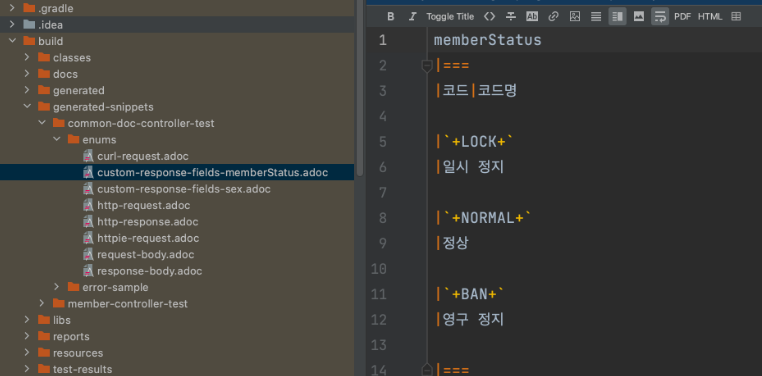 .gradle
.idea
build
classes
docs
generated
generated-snippets
common-doc-controller-test
enums
curl-request.adoc
custom-response-fields-memberStatus.adoc
custom-response-fields-sex.adoc
http-request.adoc
http-response.adoc
httpie-request.adoc
request-body.adoc
response-body.adoc
error-sample
member-controller-test
libs
reports
resources
test-results
B I Toggle Title <> S Ab PDF HTML
1 memberStatus
2 |===
3 |코드|코드명
4
5 |`+LOCK+`
6 |일시 정지
7
8 |`+NORMAL+`
9 |정상
10
11 |`+BAN+`
12 |영구 정지
13
14 |===